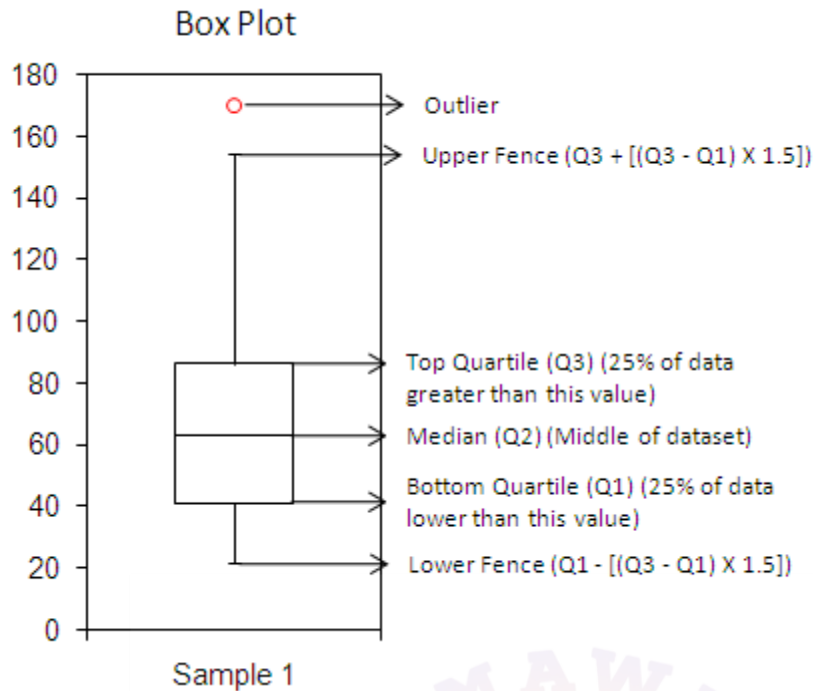 Box Plot
180
160
140
120
100
80
60
40
20
0
Outlier
Upper Fence (Q3 + [(Q3 - Q1) X 1.5])
Top Quartile (Q3) (25% of data
greater than this value)
Median (Q2) (Middle of dataset)
Bottom Quartile (Q1) (25% of data
lower than this value)
Lower Fence (Q1 - [(Q3 - Q1) X 1.5])
Sample 1